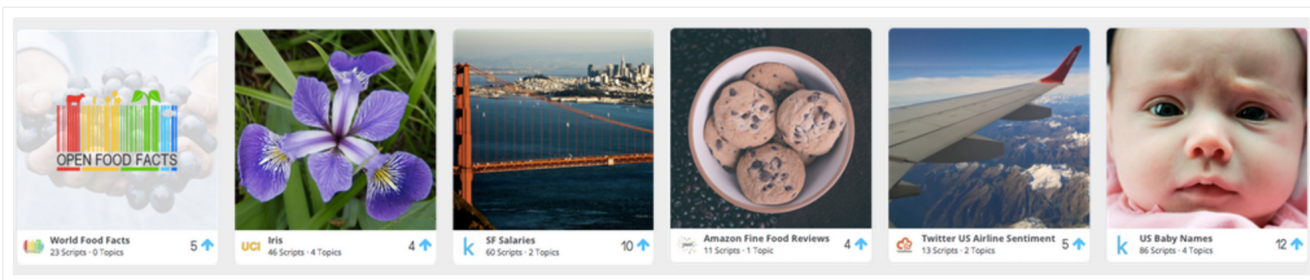 OPEN FOOD FACTS
World Food Facts
23 Scripts · 0 Topics
5
UCI
Iris
46 Scripts · 4 Topics
4
k
SF Salaries
60 Scripts · 2 Topics
10
Amazon Fine Food Reviews
11 Scripts · 1 Topic
4
Twitter US Airline Sentiment
13 Scripts · 2 Topics
5
k
US Baby Names
86 Scripts · 4 Topics
12